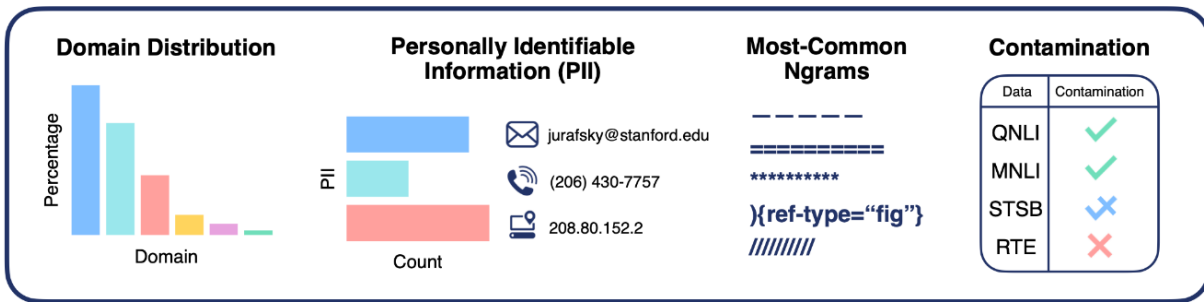 Domain Distribution
Percentage
Domain
Personally Identifiable
Information (PII)
PII
jurafsky@stanford.edu
(206) 430-7757
208.80.152.2
Count
Most-Common
Ngrams
— — — — —
==========
**********
){ref-type=“fig”}
//////////
Contamination
Data Contamination
QNLI
MNLI
STSB
RTE